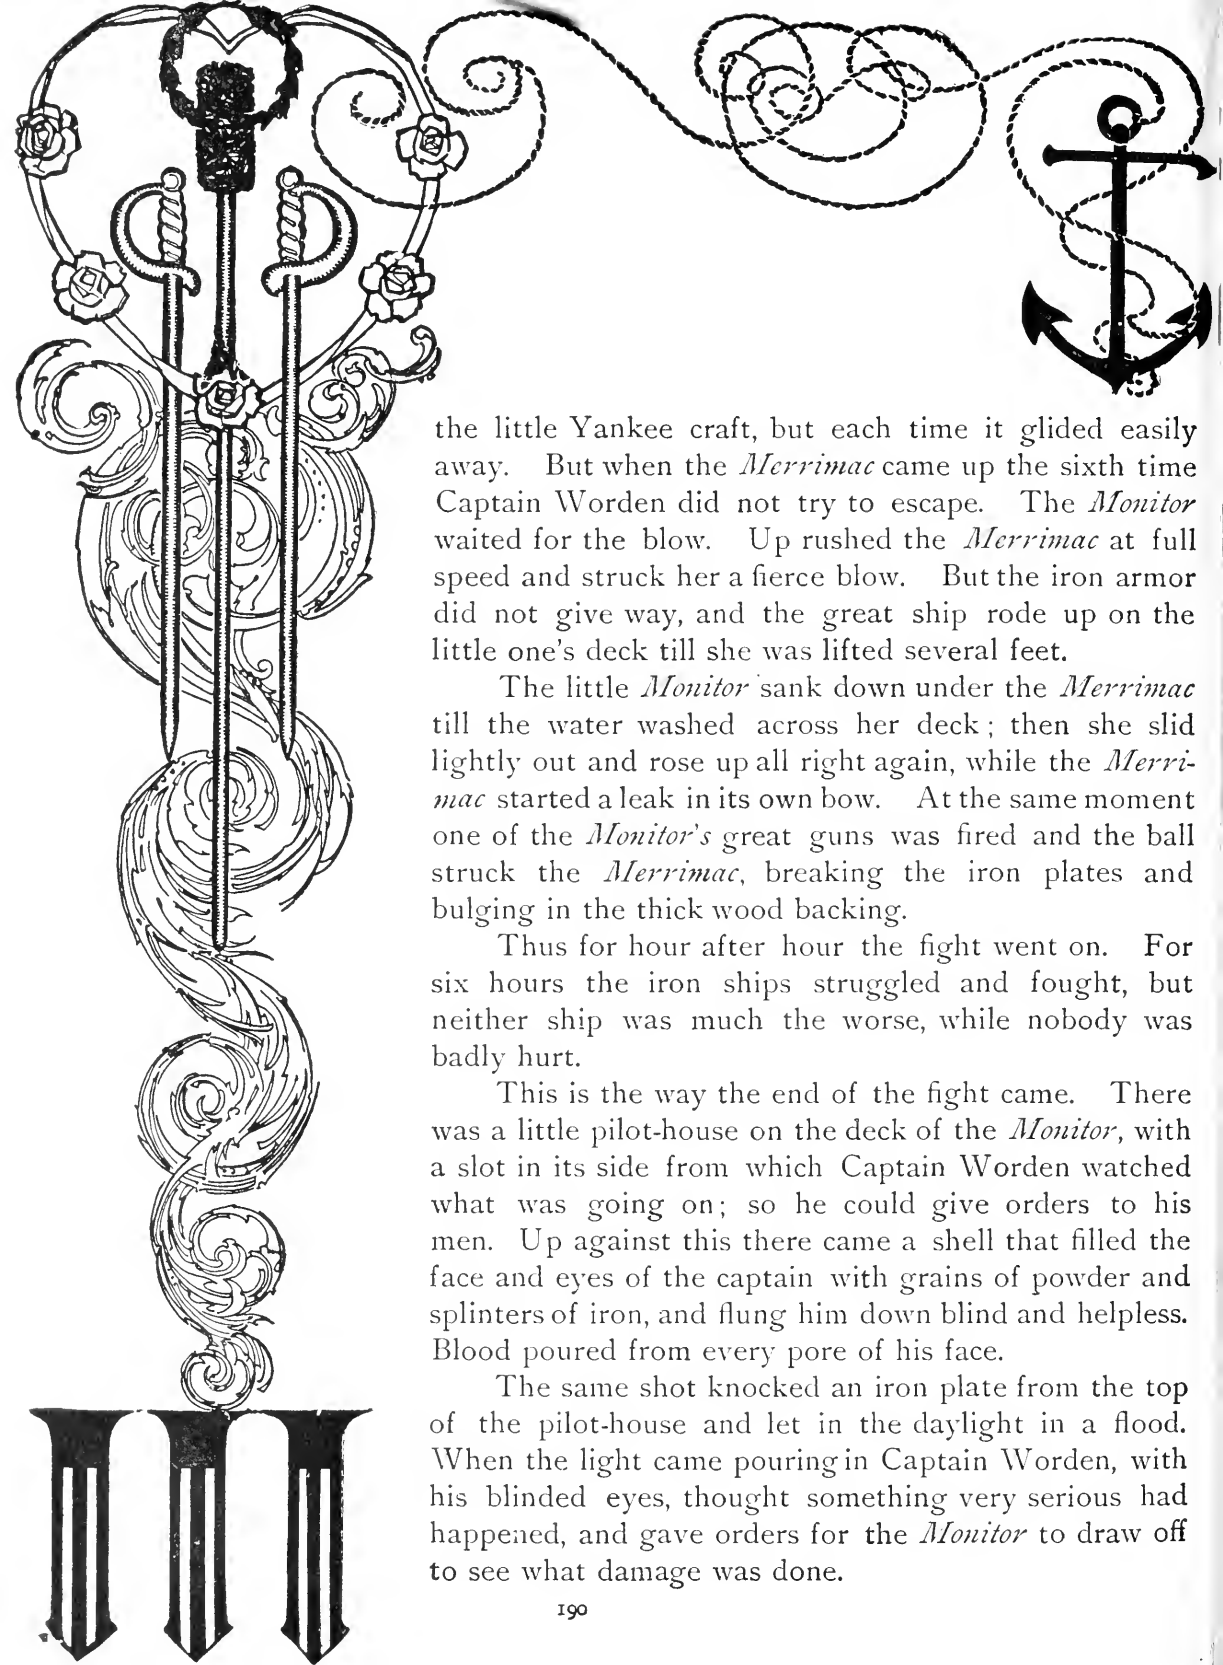 the little Yankee craft, but each time it glided easily
away. But when the Merrimac came up the sixth time
Captain Worden did not try to escape. The Monitor
waited for the blow. Up rushed the Merrimac at full
speed and struck her a fierce blow. But the iron armor
did not give way, and the great ship rode up on the
little one's deck till she was lifted several feet.
The little Monitor sank down under the Merrimac
till the water washed across her deck; then she slid
lightly out and rose up all right again, while the Merri-
mac started a leak in its own bow. At the same moment
one of the Monitor's great guns was fired and the ball
struck the Merrimac, breaking the iron plates and
bulging in the thick wood backing.
Thus for hour after hour the fight went on. For
six hours the iron ships struggled and fought, but
neither ship was much the worse, while nobody was
badly hurt.
This is the way the end of the fight came. There
was a little pilot-house on the deck of the Monitor, with
a slot in its side from which Captain Worden watched
what was going on; so he could give orders to his
men. Up against this there came a shell that filled the
face and eyes of the captain with grains of powder and
splinters of iron, and flung him down blind and helpless.
Blood poured from every pore of his face.
The same shot knocked an iron plate from the top
of the pilot-house and let in the daylight in a flood.
When the light came pouring in Captain Worden, with
his blinded eyes, thought something very serious had
happened, and gave orders for the Monitor to draw off
to see what damage was done.
190